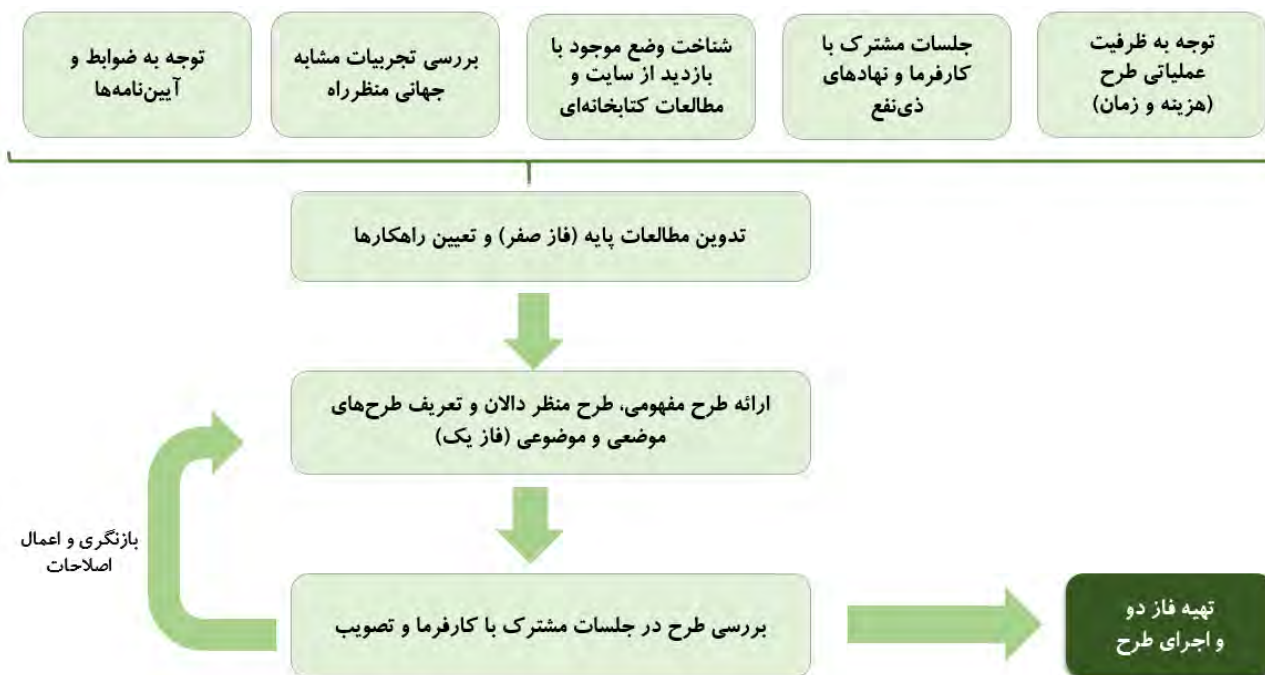 توجه به ظرفیت
عملیاتی طرح
(هزینه و زمان)
جلسات مشترک با
کارفرما و نهادهای
ذی‌نفع
شناخت وضع موجود با
بازدید از سایت و
مطالعات کتابخانه‌ای
بررسی تجربیات مشابه
جهانی منظرراه
توجه به ضوابط و
آیین‌نامه‌ها
تدوین مطالعات پایه (فاز صفر) و تعیین راهکارها
ارائه طرح مفهومی، طرح منظر دالان و تعریف طرح‌های
موضعی و موضوعی (فاز یک)
بازنگری و اعمال
اصلاحات
بررسی طرح در جلسات مشترک با کارفرما و تصویب
تهیه فاز دو
و اجرای طرح